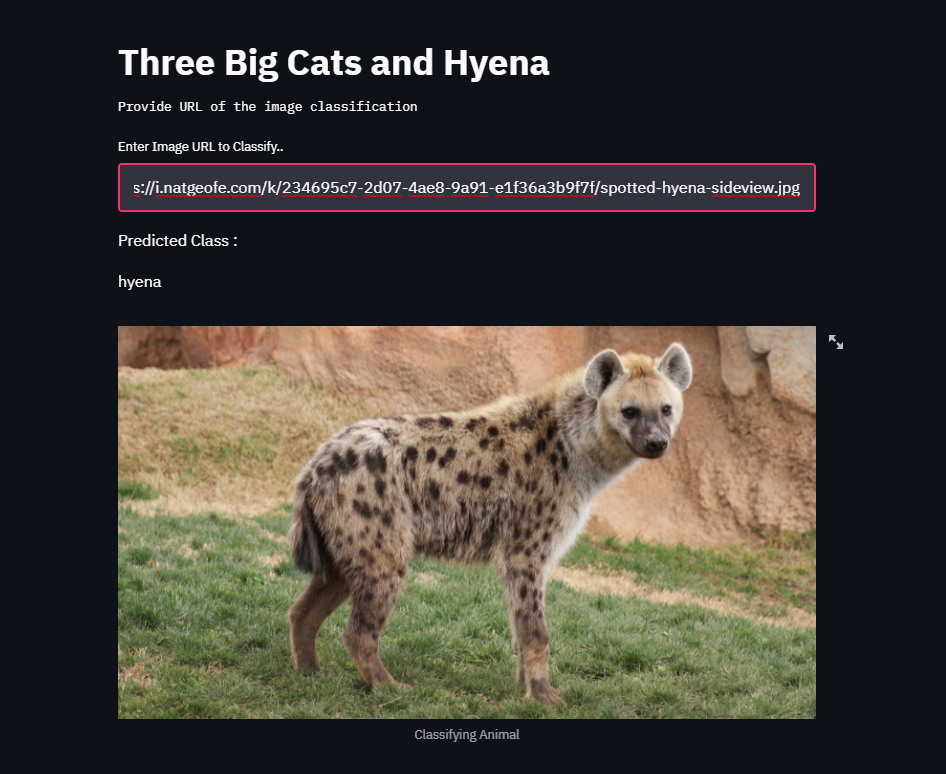 Three Big Cats and Hyena
Provide URL of the image classification
Enter Image URL to Classify..
s://i.natgeofe.com/k/234695c7-2d07-4ae8-9a91-e1f36a3b9f7f/spotted-hyena-sideview.jpg
Predicted Class :
hyena
Classifying Animal